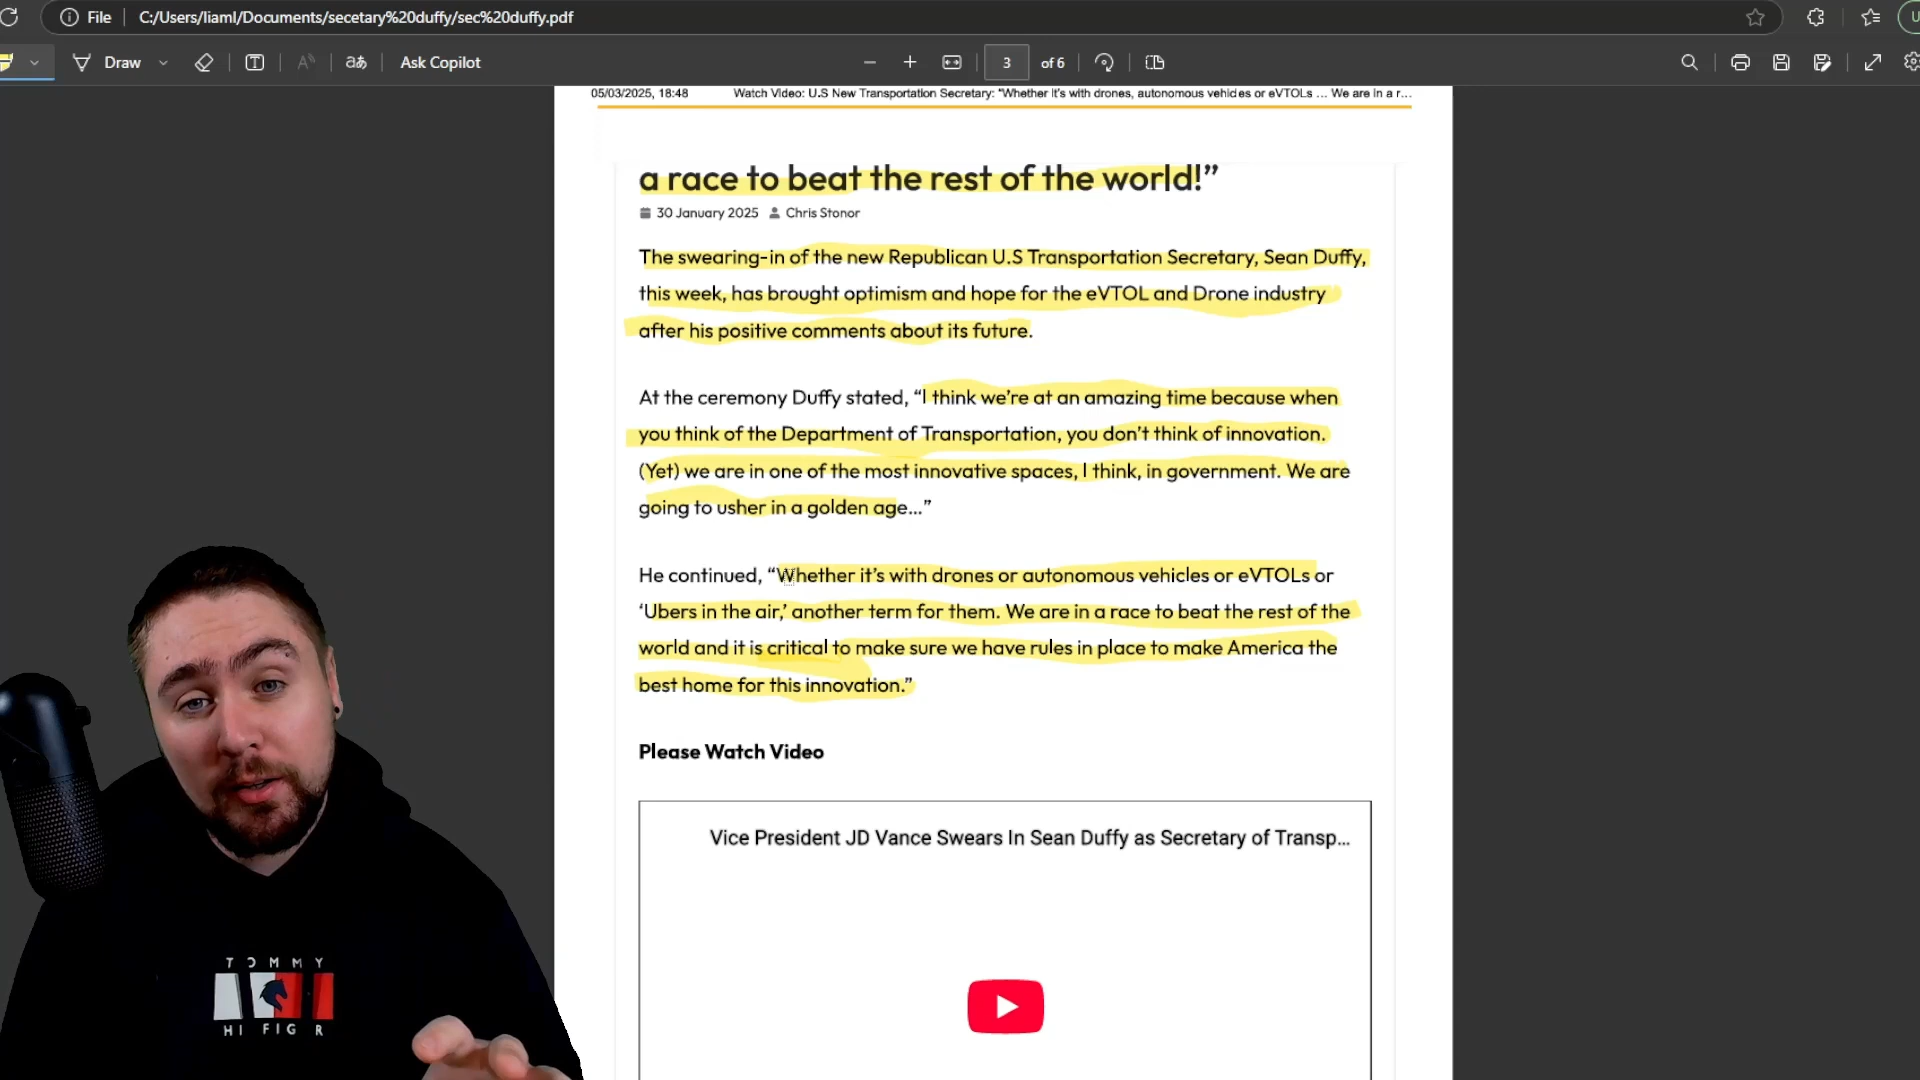 File C:/Users/liaml/Documents/secetary%20duffy/sec%20duffy.pdf
Draw aあ Ask Copilot 3 of 6
05/03/2025, 18:48 Watch Video: U.S New Transportation Secretary: “Whether it’s with drones, autonomous vehicles or eVTOLs ... We are in a r...
a race to beat the rest of the world!”
30 January 2025 Chris Stonor
The swearing-in of the new Republican U.S Transportation Secretary, Sean Duffy,
this week, has brought optimism and hope for the eVTOL and Drone industry
after his positive comments about its future.
At the ceremony Duffy stated, “I think we’re at an amazing time because when
you think of the Department of Transportation, you don’t think of innovation.
(Yet) we are in one of the most innovative spaces, I think, in government. We are
going to usher in a golden age…”
He continued, “Whether it’s with drones or autonomous vehicles or eVTOLs or
‘Ubers in the air,’ another term for them. We are in a race to beat the rest of the
world and it is critical to make sure we have rules in place to make America the
best home for this innovation.”
Please Watch Video
Vice President JD Vance Swears In Sean Duffy as Secretary of Transp...
TOMMY
HI FIG R